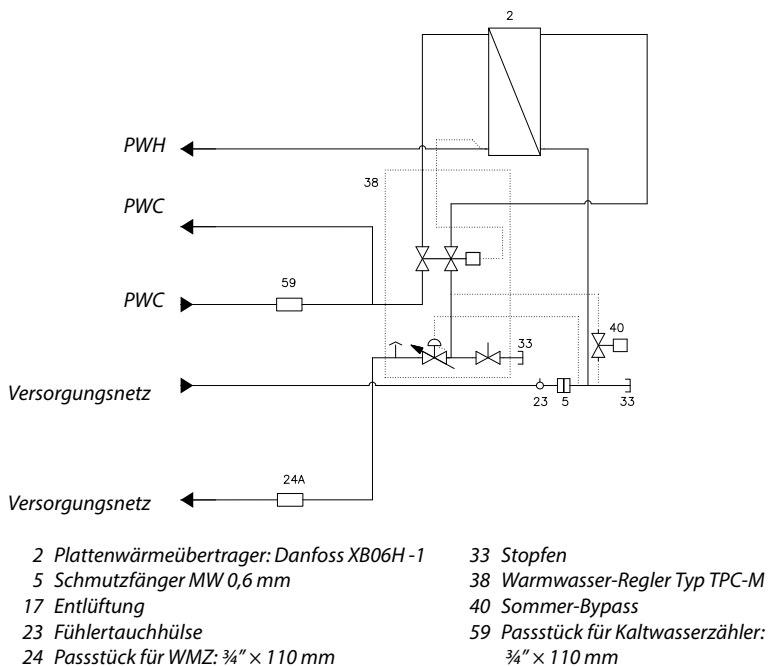 2
PWH
38
PWC
59
PWC
40
33
Versorgungsnetz
23
5
33
24A
Versorgungsnetz
2 Plattenwärmeübertrager: Danfoss XB06H -1
5 Schmutzfänger MW 0,6 mm
17 Entlüftung
23 Fühlertauchhülse
24 Passstück für WMZ: ¾” × 110 mm
33 Stopfen
38 Warmwasser-Regler Typ TPC-M
40 Sommer-Bypass
59 Passstück für Kaltwasserzähler:
¾” × 110 mm